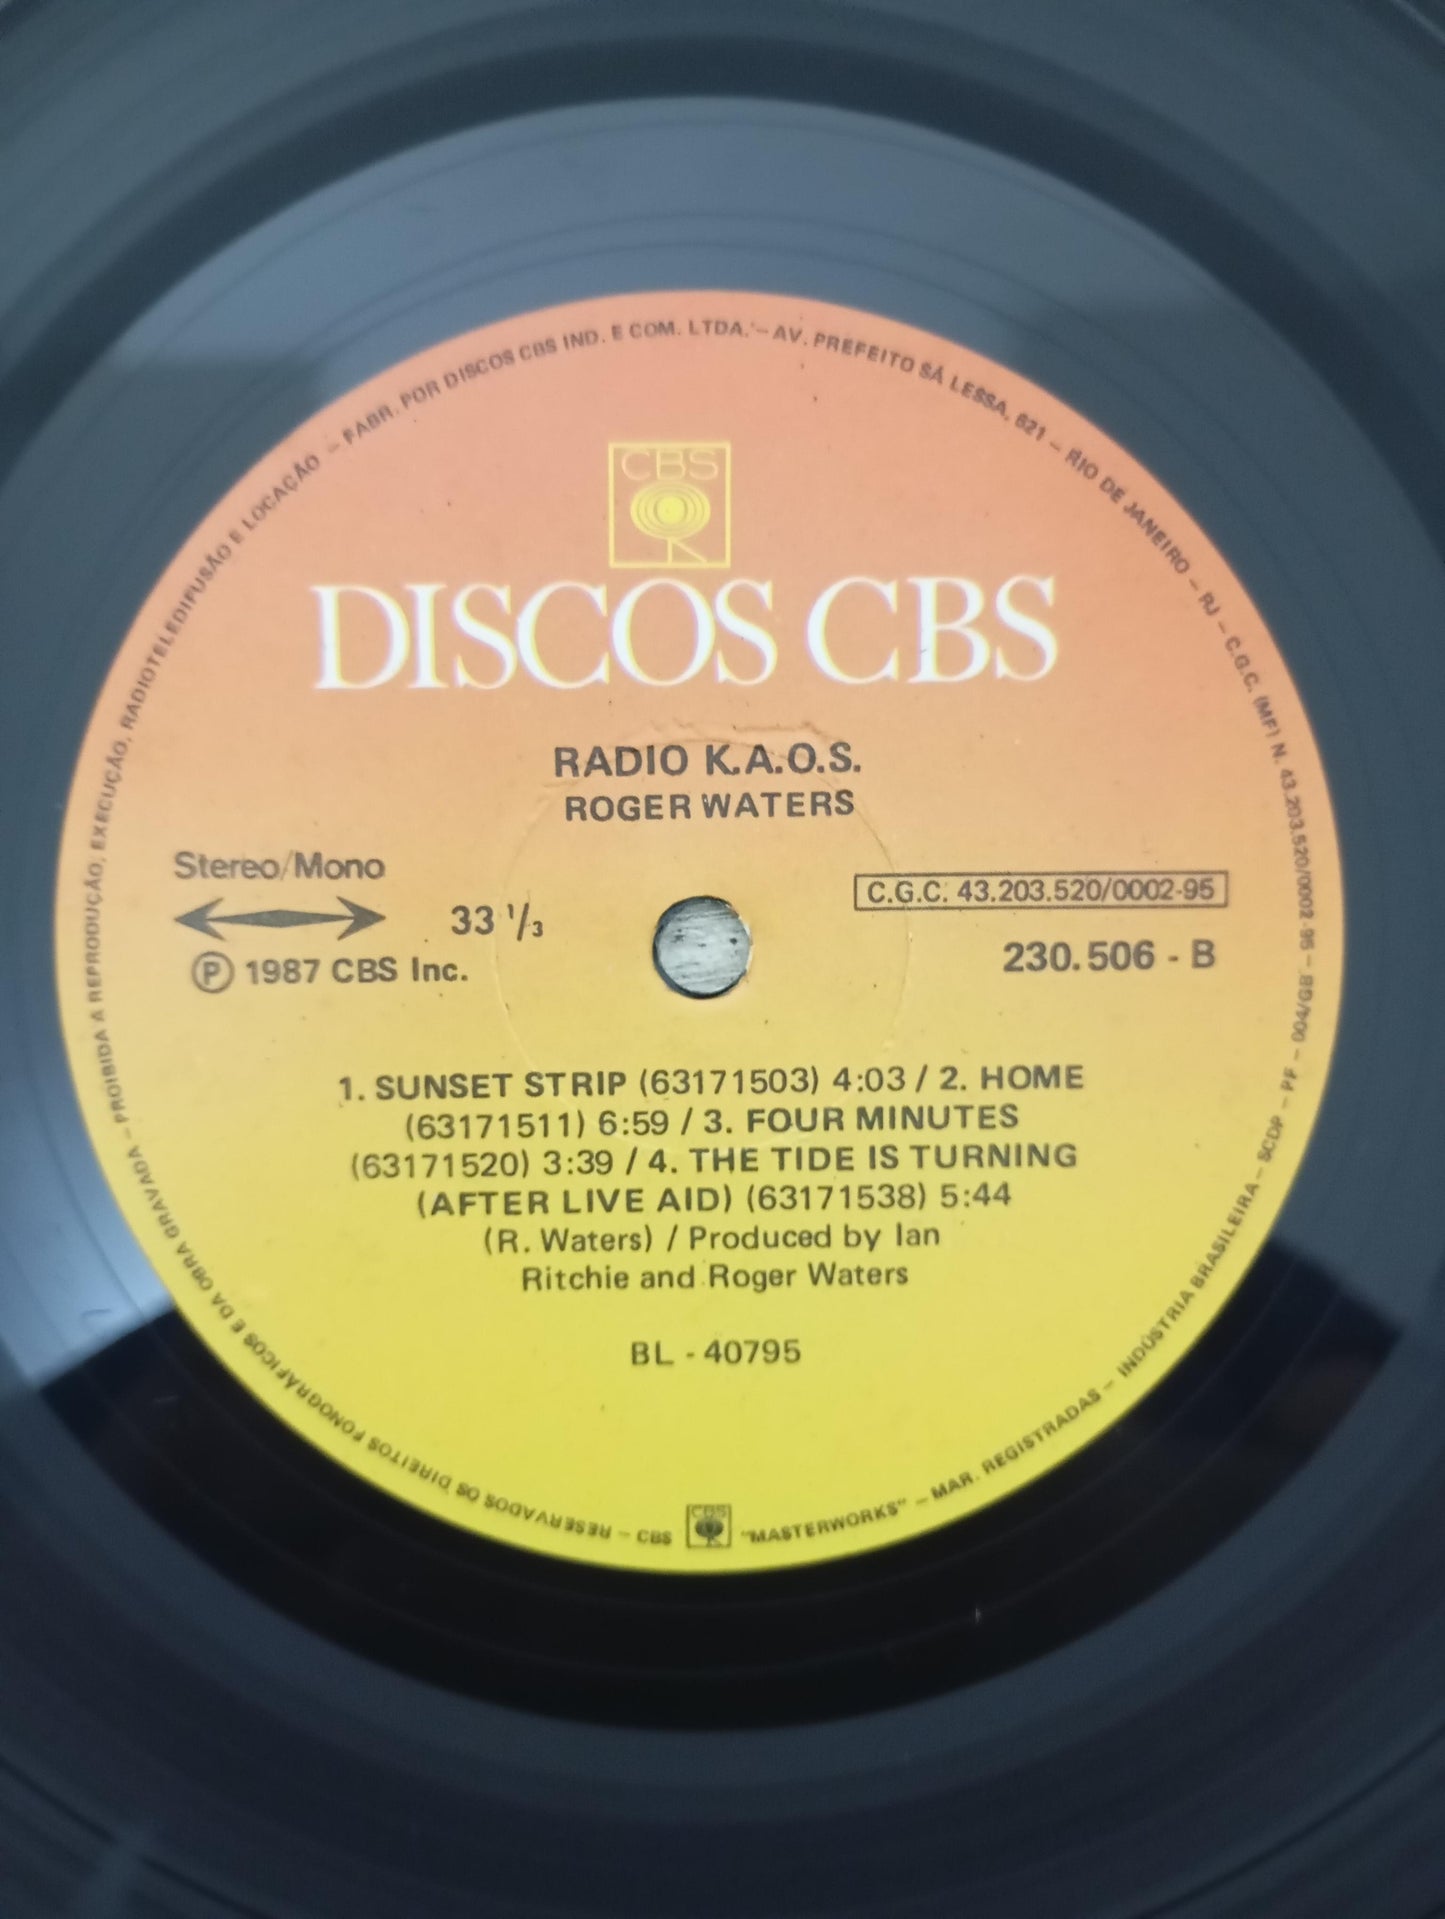 CBS
DISCOS CBS
RADIO K.A.O.S.
ROGER WATERS
Stereo/Mono
33 1/3
Ⓟ 1987 CBS Inc.
C.G.C. 43.203.520/0002-95
230.506 - B
1. SUNSET STRIP (63171503) 4:03 / 2. HOME
(63171511) 6:59 / 3. FOUR MINUTES
(63171520) 3:39 / 4. THE TIDE IS TURNING
(AFTER LIVE AID) (63171538) 5:44
(R. Waters) / Produced by Ian
Ritchie and Roger Waters
BL - 40795
RESERVADOS OS DIREITOS FONOGRÁFICOS E DA OBRA GRAVADA – PROIBIDA A REPRODUÇÃO, EXECUÇÃO, RADIOTELEDIFUSÃO E LOCAÇÃO – FABR. POR DISCOS CBS IND. E COM. LTDA. – AV. PREFEITO SÁ LESSA, 621 – RIO DE JANEIRO – RJ – C.G.C. (MF) N. 43.203.520/0002-95 – BO/004 – PF – SCDP – INDÚSTRIA BRASILEIRA –
CBS CBS "MASTERWORKS" – MAR. REGISTRADAS –